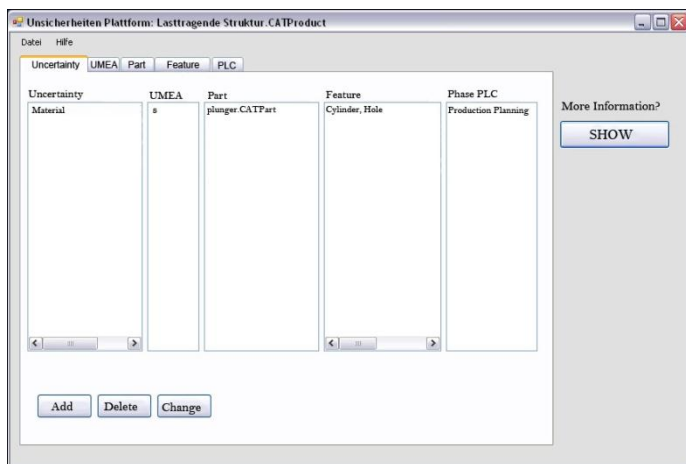 Unsicherheiten Plattform: Lasttragende Struktur.CATProduct
Datei Hilfe
Uncertainty UMEA Part Feature PLC
Uncertainty UMEA Part Feature Phase PLC
Material s plunger.CATPart Cylinder, Hole Production Planning
More Information?
SHOW
Add Delete Change